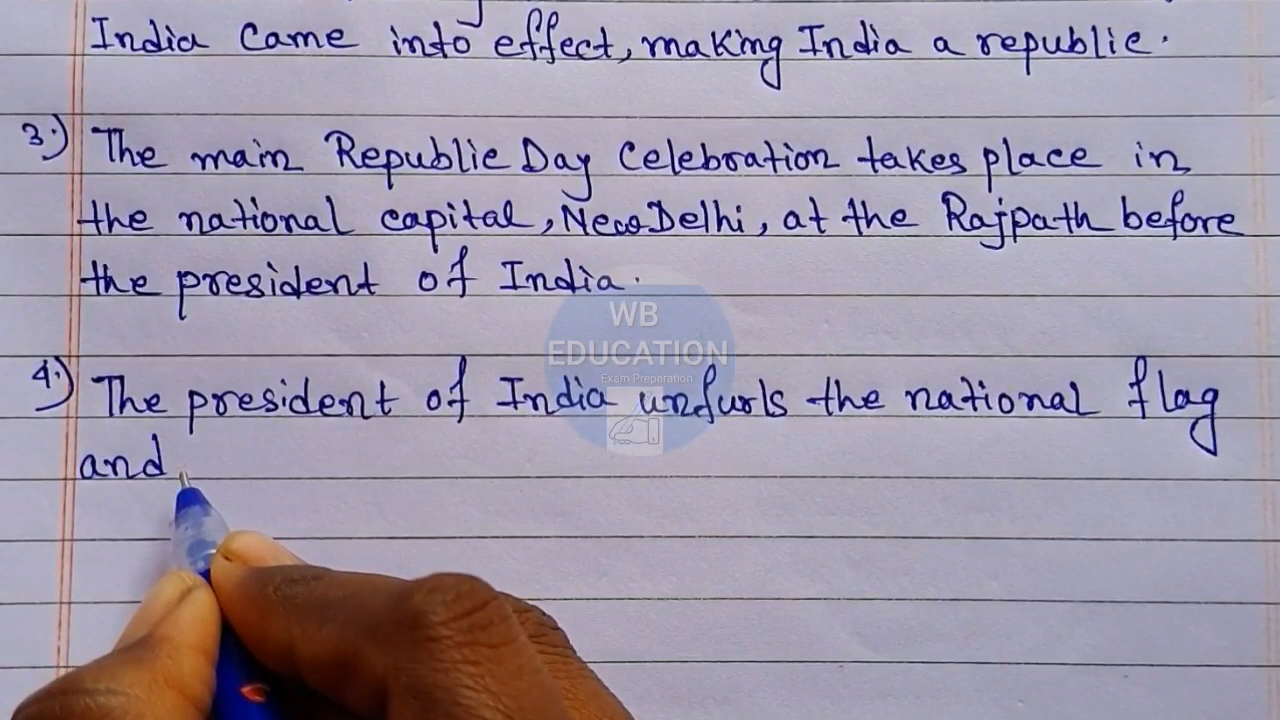 India Came into effect, making India a republic.
3.) The main Republic Day Celebration takes place in
the national capital, New Delhi, at the Rajpath before
the president of India.
WB
EDUCATION
Exam Preparation
4.) The president of India unfurls the national flag
and